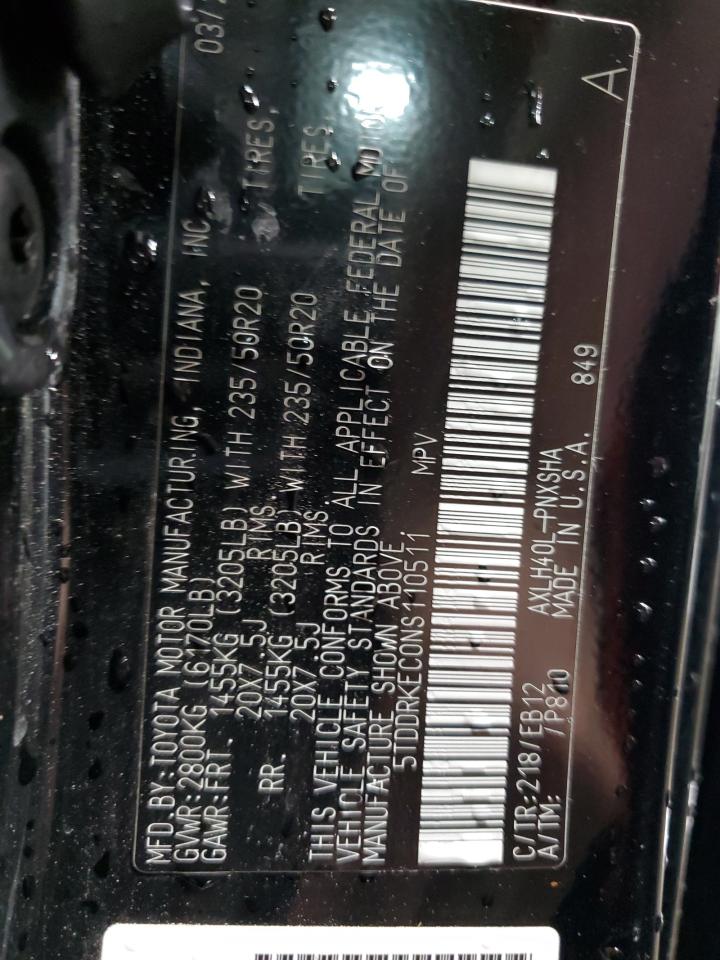 MFD.BY:TOYOTA MOTOR MANUFACTURING, INDIANA, INC. 03/
GVWR:2800KG (6170LB)
GAWR:FRT. 1455KG (3205LB) WITH 235/50R20 TIRES,
20X7.5J RIMS.
RR. 1455KG (3205LB) WITH 235/50R20 TIRES,
20X7.5J RIMS
THIS VEHICLE CONFORMS TO ALL APPLICABLE FEDERAL MOTOR
VEHICLE SAFETY STANDARDS IN EFFECT ON THE DATE OF
MANUFACTURE SHOWN ABOVE.
5TDDRKEC0NS110511 MPV
A
C/TR:218/EB12 AXLH40L-PNXSHA
A/TM: /P810 MADE IN U.S.A. 849